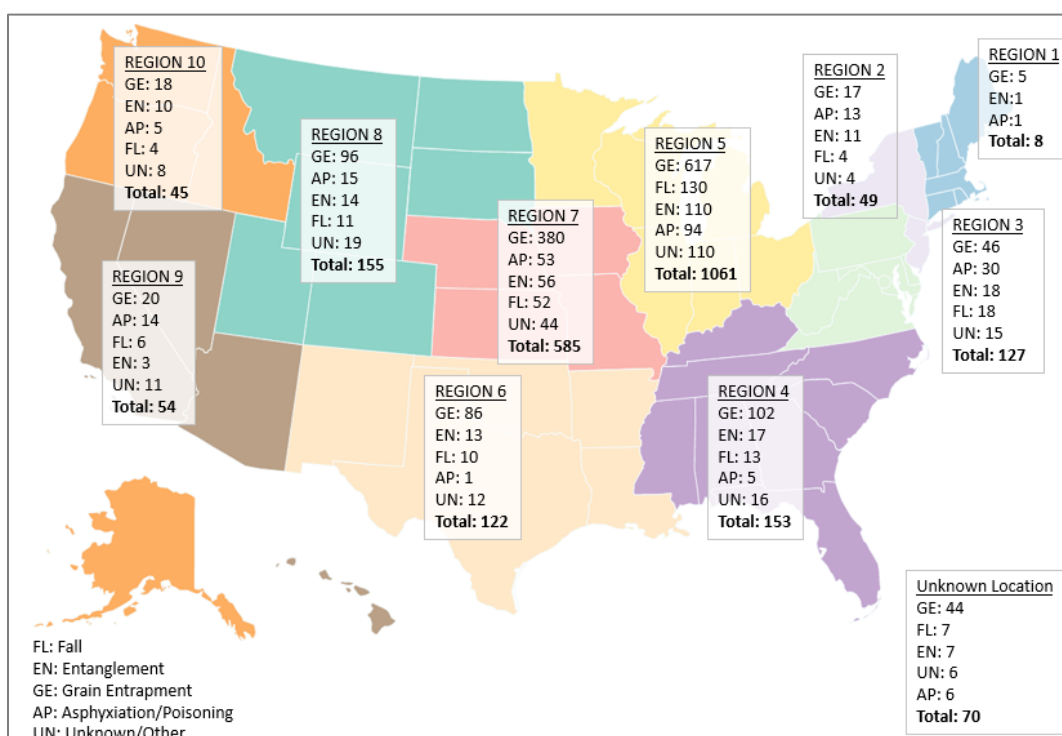 REGION 10
GE: 18
EN: 10
AP: 5
FL: 4
UN: 8
Total: 45
REGION 8
GE: 96
AP: 15
EN: 14
FL: 11
UN: 19
Total: 155
REGION 5
GE: 617
FL: 130
EN: 110
AP: 94
UN: 110
Total: 1061
REGION 2
GE: 17
AP: 13
EN: 11
FL: 4
UN: 4
Total: 49
REGION 1
GE: 5
EN:1
AP:1
Total: 8
REGION 9
GE: 20
AP: 14
FL: 6
EN: 3
UN: 11
Total: 54
REGION 7
GE: 380
AP: 53
EN: 56
FL: 52
UN: 44
Total: 585
REGION 3
GE: 46
AP: 30
EN: 18
FL: 18
UN: 15
Total: 127
REGION 6
GE: 86
EN: 13
FL: 10
AP: 1
UN: 12
Total: 122
REGION 4
GE: 102
EN: 17
FL: 13
AP: 5
UN: 16
Total: 153
Unknown Location
GE: 44
FL: 7
EN: 7
UN: 6
AP: 6
Total: 70
FL: Fall
EN: Entanglement
GE: Grain Entrapment
AP: Asphyxiation/Poisoning
UN: Unknown/Other